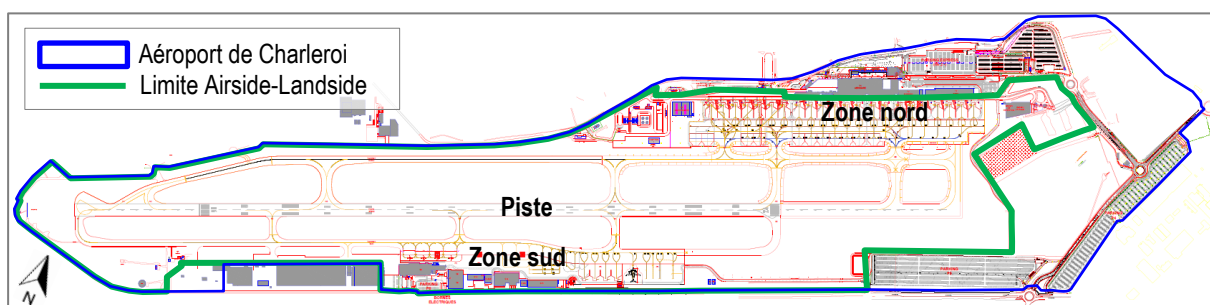 Aéroport de Charleroi
Limite Airside-Landside
Zone nord
Piste
Zone sud
N